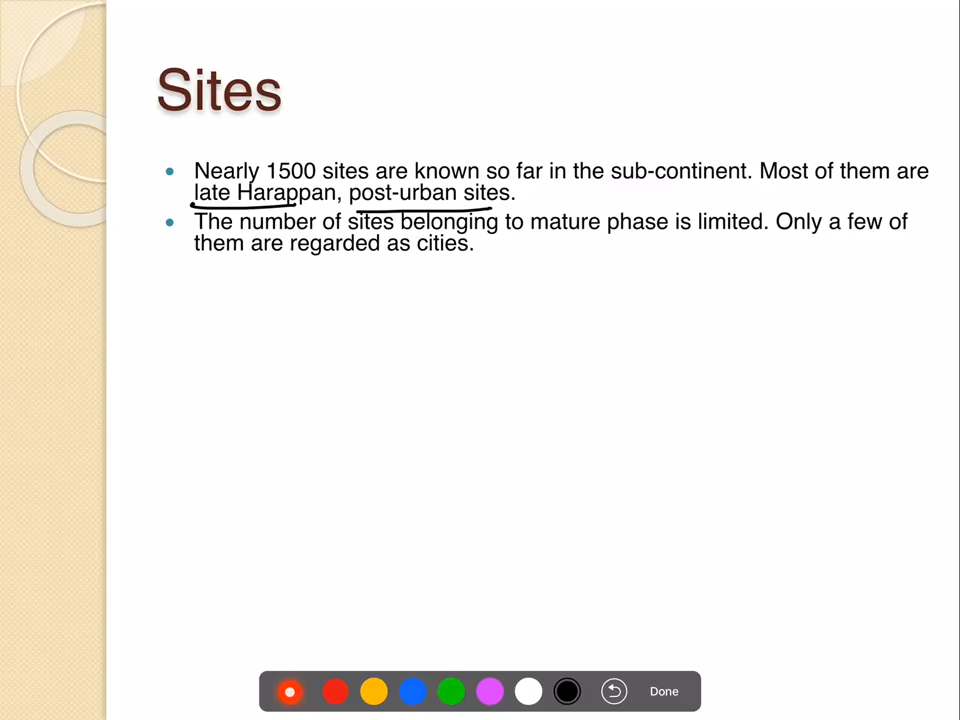 Sites
Nearly 1500 sites are known so far in the sub-continent. Most of them are
late Harappan, post-urban sites.
The number of sites belonging to mature phase is limited. Only a few of
them are regarded as cities.
Done